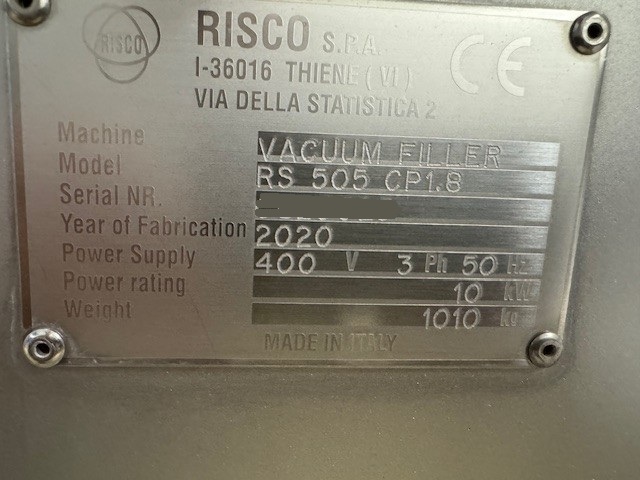 RISCO
RISCO S.P.A.
I-36016 THIENE (VI)
VIA DELLA STATISTICA 2
CE
Machine VACUUM FILLER
Model RS 505 CP1.8
Serial NR.
Year of Fabrication 2020
Power Supply 400 V 3 Ph 50 Hz
Power rating 10 kW
Weight 1010 kg
MADE IN ITALY